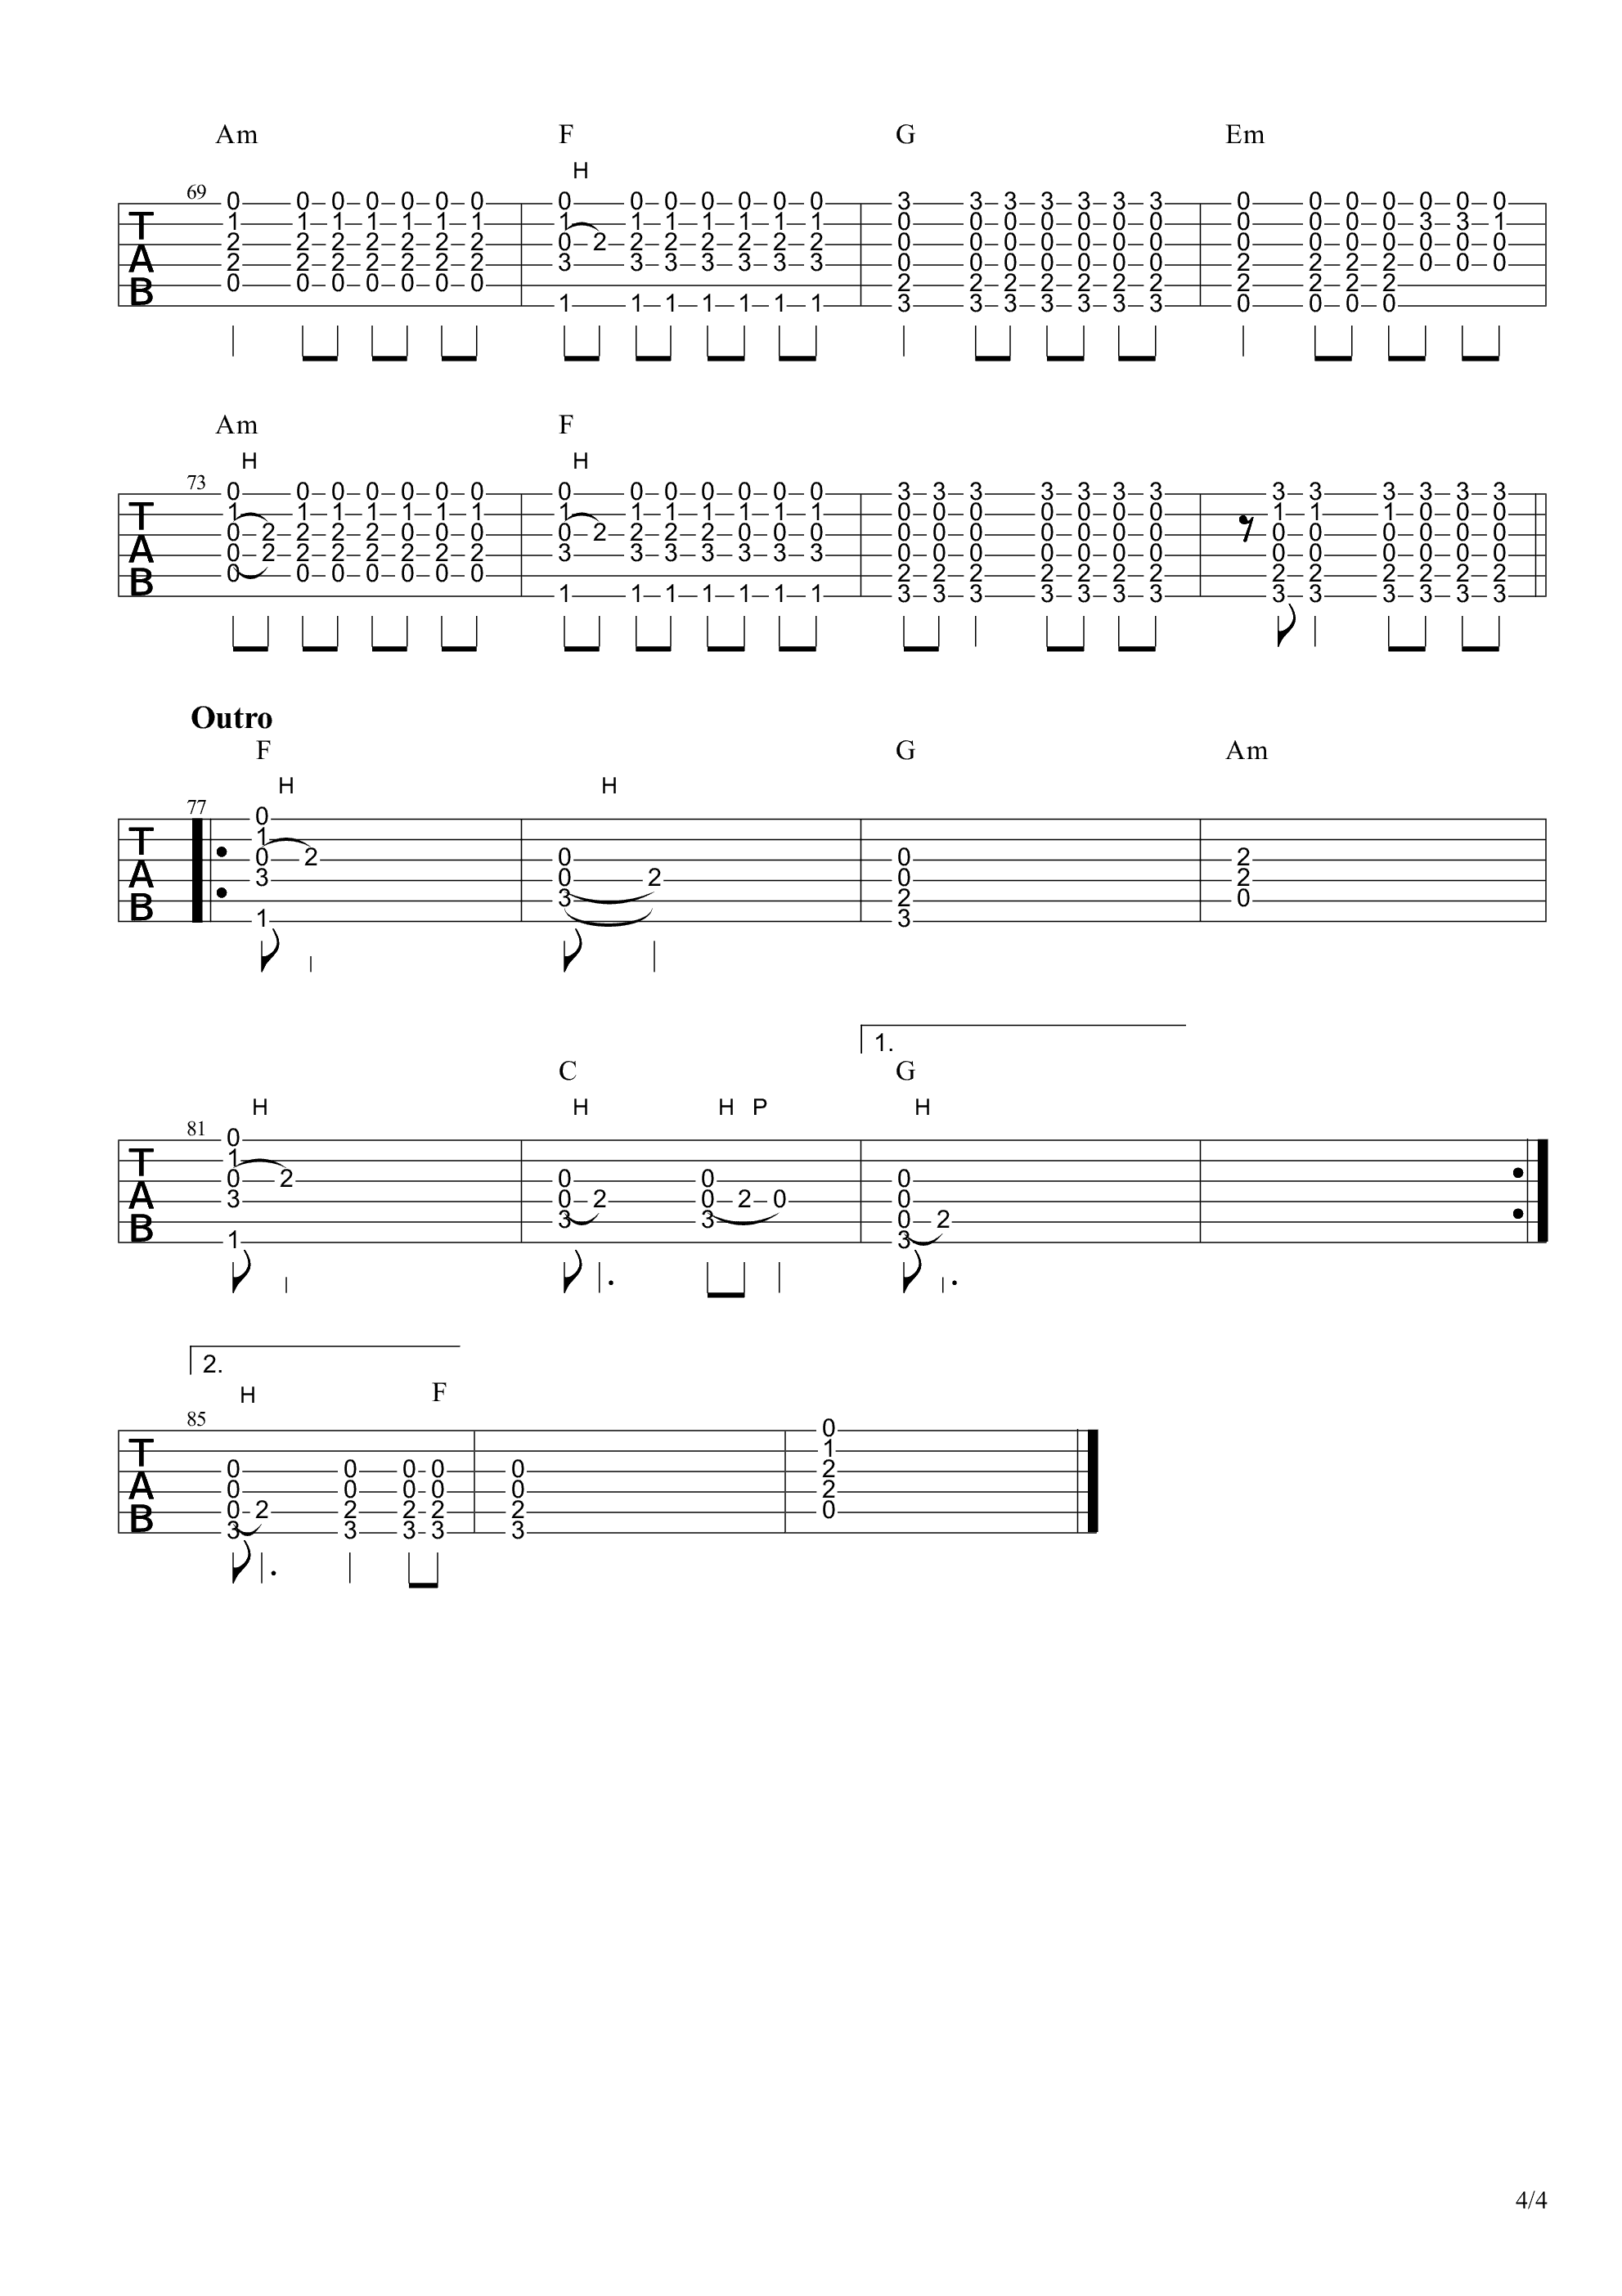 Am F G Em
H
69 0 0 0 0 0 0 0 0 0 0 0 0 0 0 3 3 3 3 3 3 3 0 0 0 0 0 0 0
T 1 1 1 1 1 1 1 1 1 1 1 1 1 1 0 0 0 0 0 0 0 0 0 0 0 3 3 1
2 2 2 2 2 2 2 0 2 2 2 2 2 2 2 0 0 0 0 0 0 0 0 0 0 0 0 0 0
A 2 2 2 2 2 2 2 3 3 3 3 3 3 3 0 0 0 0 0 0 0 2 2 2 2 0 0 0
0 0 0 0 0 0 0 2 2 2 2 2 2 2 2 2 2 2
B 1 1 1 1 1 1 1 3 3 3 3 3 3 3 0 0 0 0
Am F
H H
73 0 0 0 0 0 0 0 0 0 0 0 0 0 0 3 3 3 3 3 3 3 3 3 3 3 3 3
T 1 1 1 1 1 1 1 1 1 1 1 1 1 1 0 0 0 0 0 0 0 1 1 1 0 0 0
0 2 2 2 2 0 0 0 0 2 2 2 2 0 0 0 0 0 0 0 0 0 0 0 0 0 0 0 0
A 0 2 2 2 2 2 2 2 3 3 3 3 3 3 3 0 0 0 0 0 0 0 0 0 0 0 0 0
0 0 0 0 0 0 0 2 2 2 2 2 2 2 2 2 2 2 2 2
B 1 1 1 1 1 1 1 3 3 3 3 3 3 3 3 3 3 3 3 3
Outro
F G Am
H H
77 0
T 1
0 2 0 0 2
A 3 0 2 0 2
3 2 0
B 1 3
1.
C G
H H H P H
81 0
T 1
0 2 0 0 0
A 3 0 2 0 2 0 0
3 3 0 2
B 1 3
2.
H F
85 0
T 1
0 0 0 0 0 2
A 0 0 0 0 0 2
0 2 2 2 2 2 0
B 3 3 3 3 3
4/4